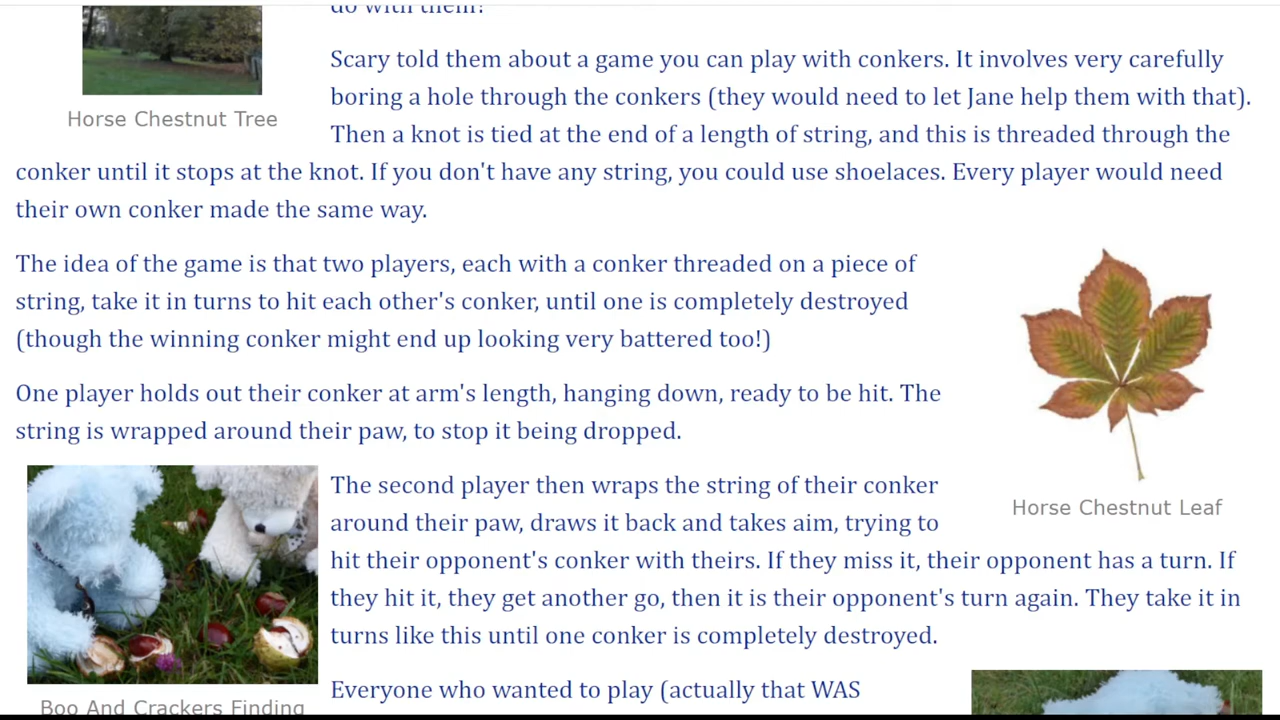 do with them?
Horse Chestnut Tree
Scary told them about a game you can play with conkers. It involves very carefully
boring a hole through the conkers (they would need to let Jane help them with that).
Then a knot is tied at the end of a length of string, and this is threaded through the
conker until it stops at the knot. If you don't have any string, you could use shoelaces. Every player would need
their own conker made the same way.
The idea of the game is that two players, each with a conker threaded on a piece of
string, take it in turns to hit each other's conker, until one is completely destroyed
(though the winning conker might end up looking very battered too!)
One player holds out their conker at arm's length, hanging down, ready to be hit. The
string is wrapped around their paw, to stop it being dropped.
Horse Chestnut Leaf
The second player then wraps the string of their conker
around their paw, draws it back and takes aim, trying to
hit their opponent's conker with theirs. If they miss it, their opponent has a turn. If
they hit it, they get another go, then it is their opponent's turn again. They take it in
turns like this until one conker is completely destroyed.
Boo And Crackers Finding
Everyone who wanted to play (actually that WAS